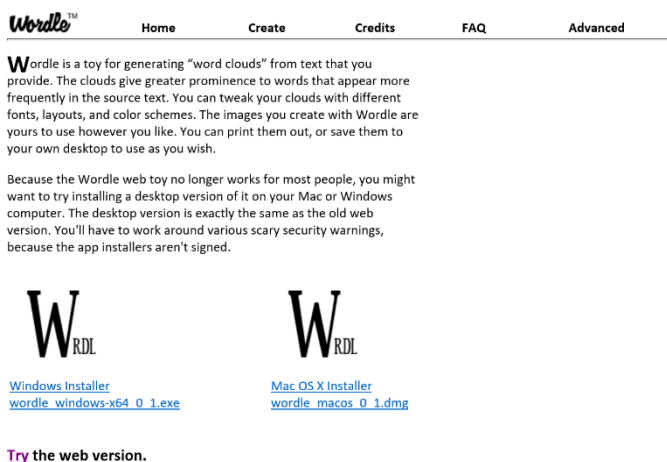 Wordle™ Home Create Credits FAQ Advanced
Wordle is a toy for generating “word clouds” from text that you
provide. The clouds give greater prominence to words that appear more
frequently in the source text. You can tweak your clouds with different
fonts, layouts, and color schemes. The images you create with Wordle are
yours to use however you like. You can print them out, or save them to
your own desktop to use as you wish.
Because the Wordle web toy no longer works for most people, you might
want to try installing a desktop version of it on your Mac or Windows
computer. The desktop version is exactly the same as the old web
version. You'll have to work around various scary security warnings,
because the app installers aren't signed.
WRDL WRDL
Windows Installer Mac OS X Installer
wordle_windows-x64_0_1.exe wordle_macos_0_1.dmg
Try the web version.